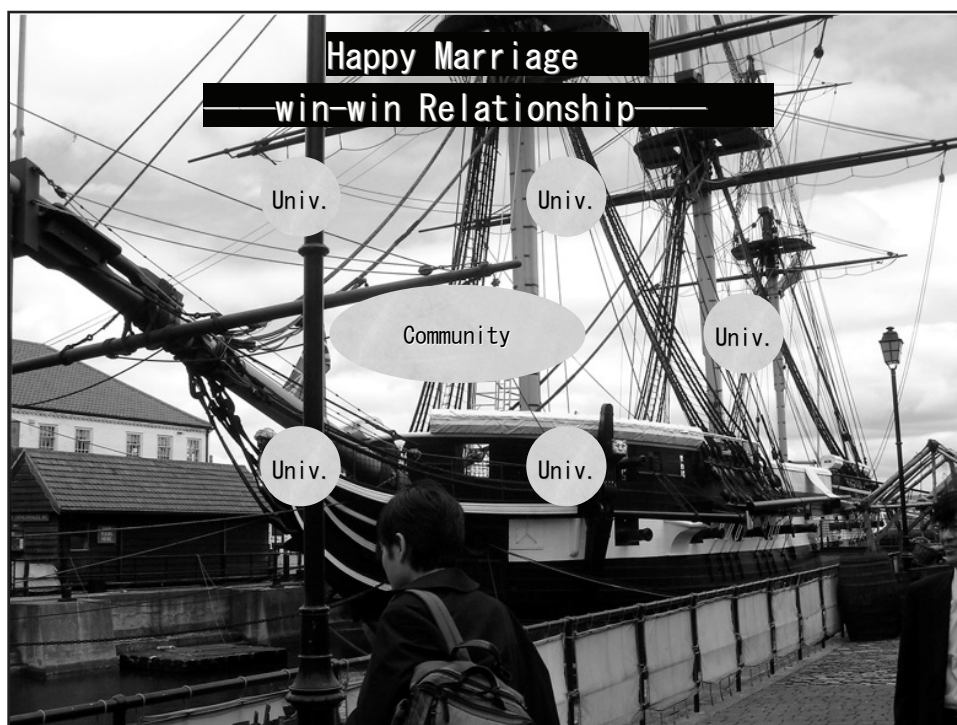 Happy Marriage
——win-win Relationship——
Univ.
Univ.
Community
Univ.
Univ.
Univ.